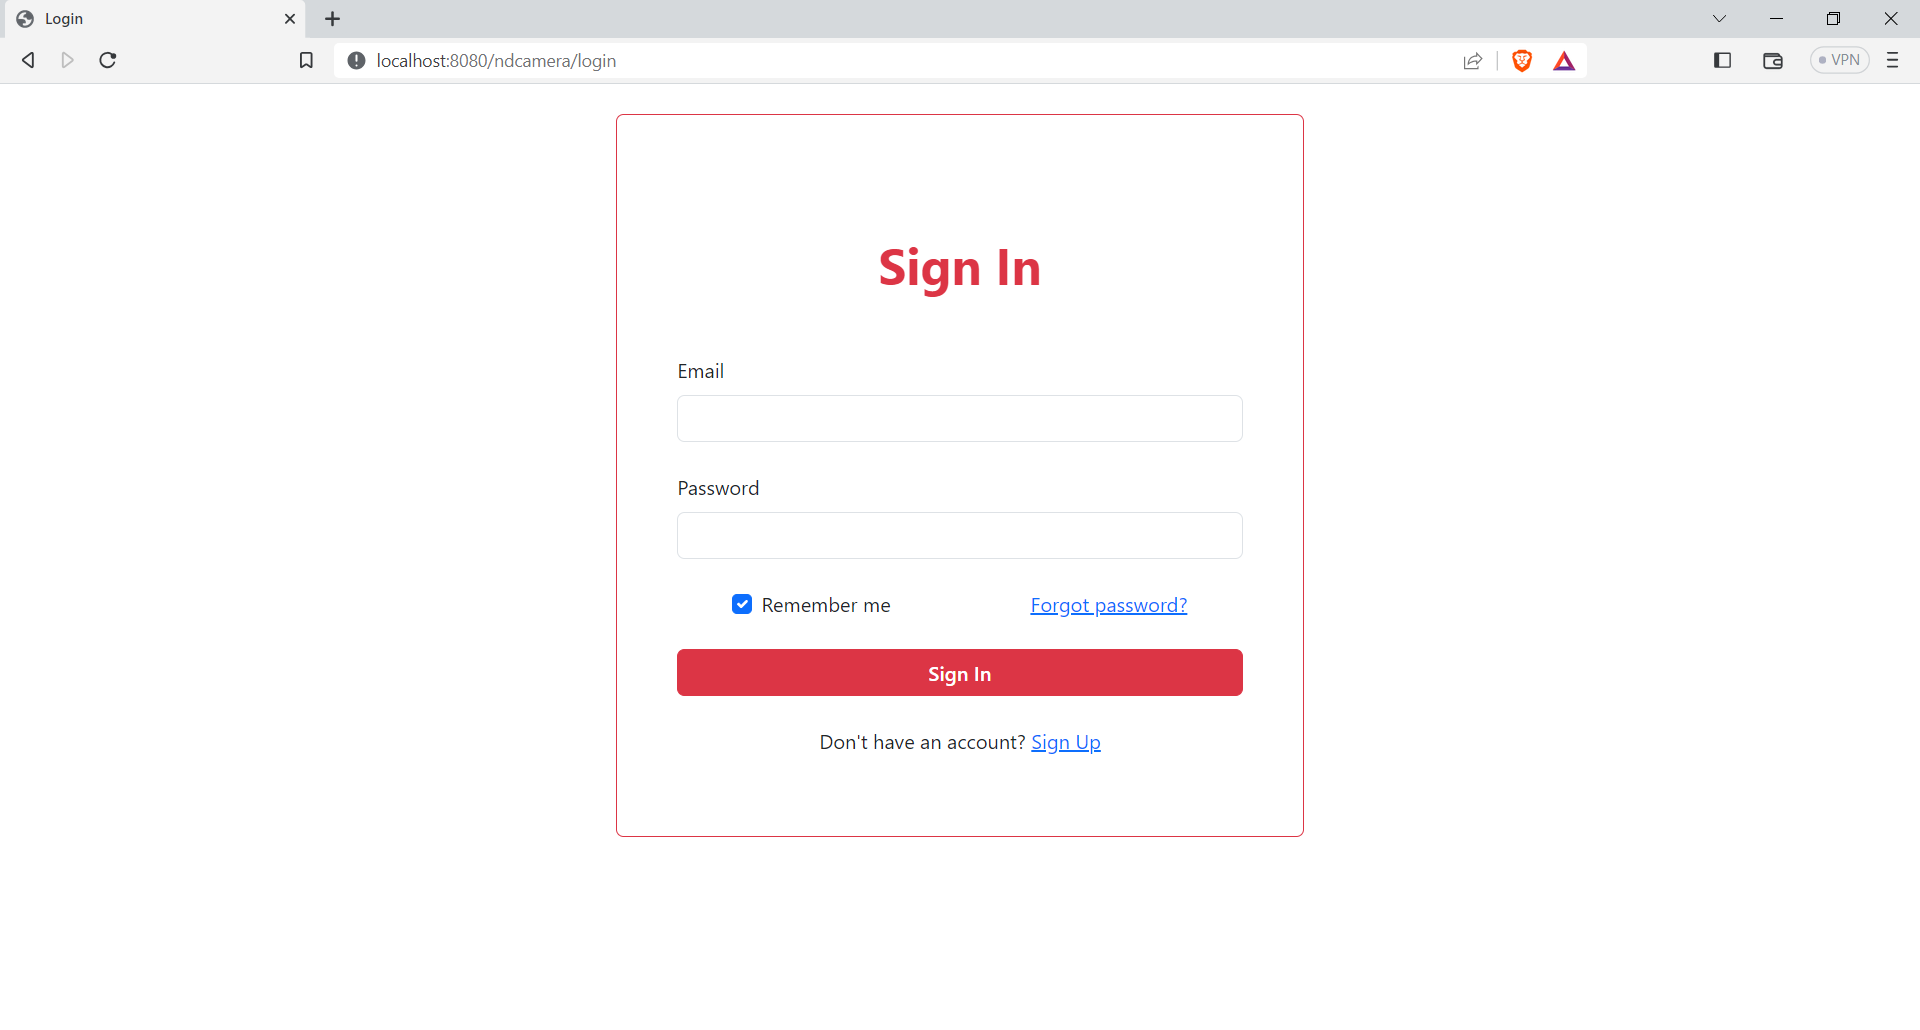 Login
localhost:8080/ndcamera/login
VPN
Sign In
Email
Password
Remember me
Forgot password?
Sign In
Don't have an account? Sign Up